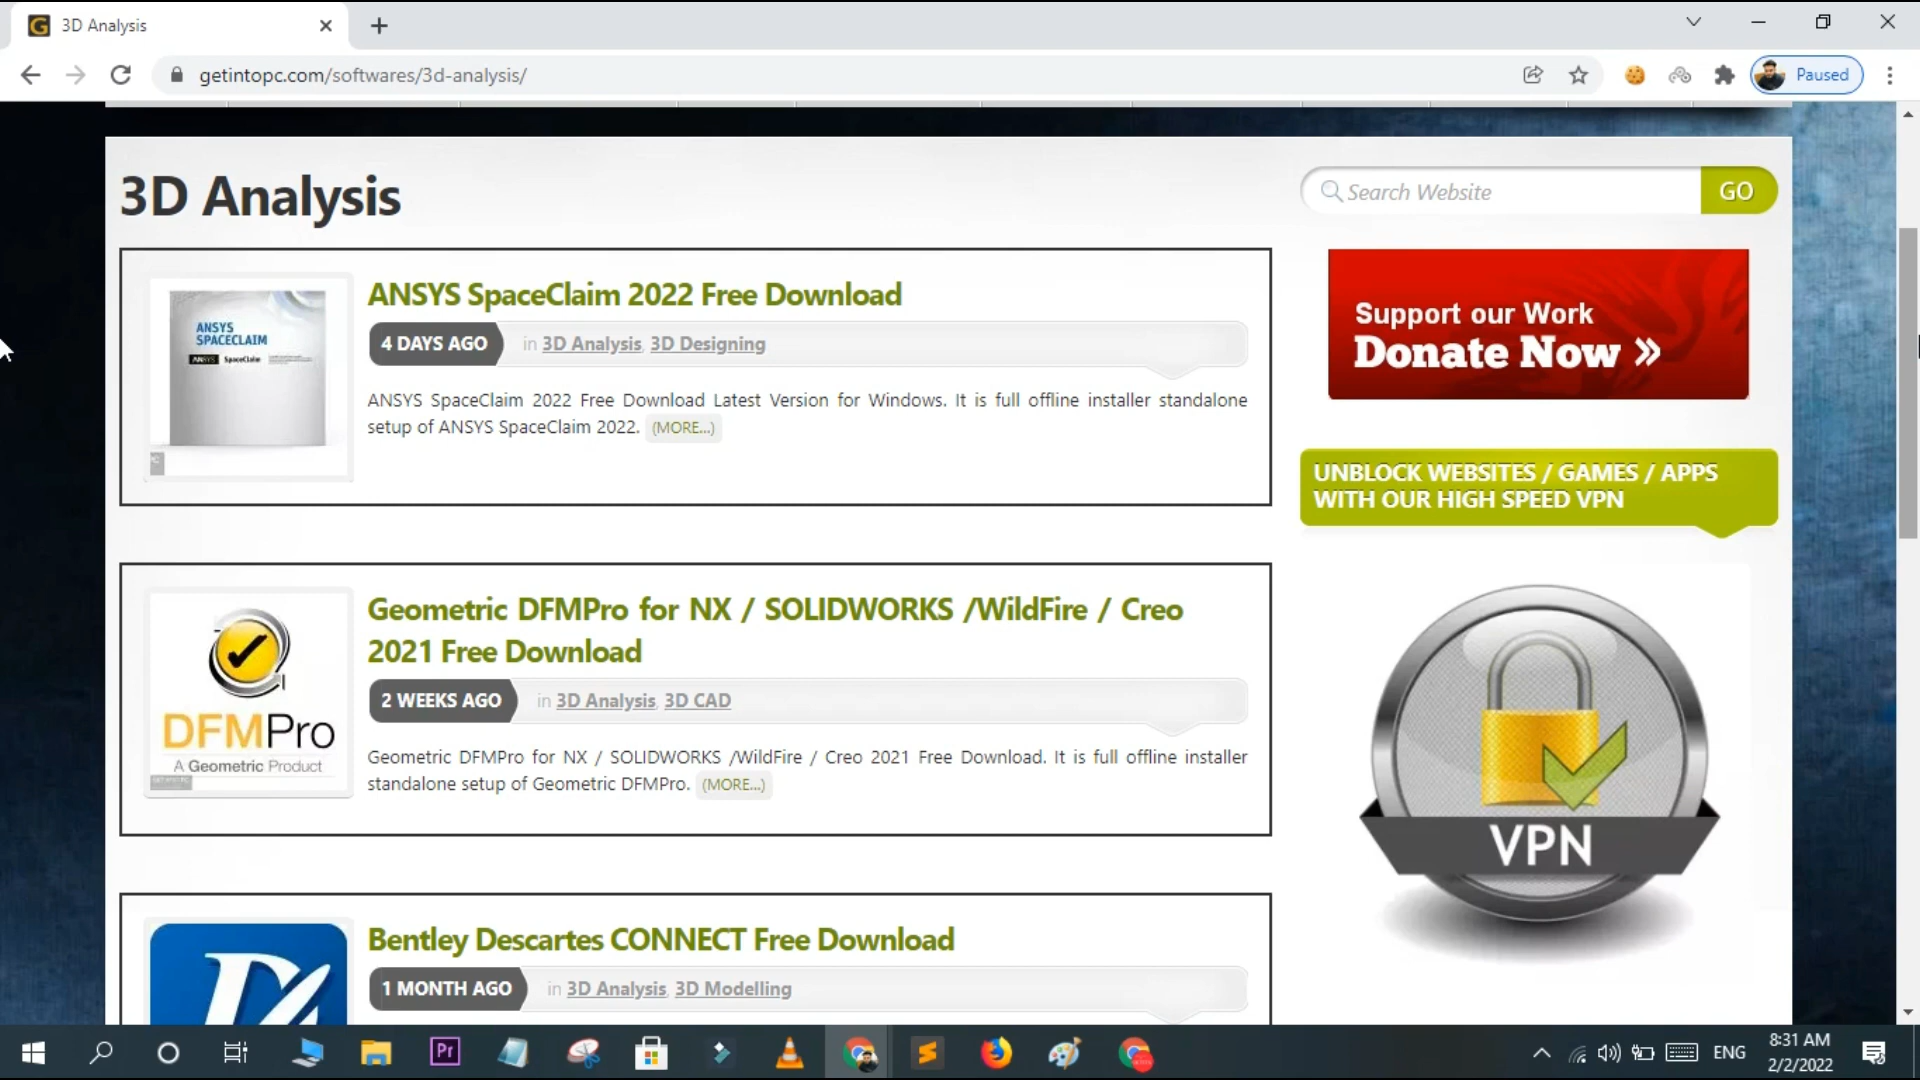 3D Analysis
getintopc.com/softwares/3d-analysis/
Paused
3D Analysis
Search Website
GO
ANSYS SpaceClaim 2022 Free Download
4 DAYS AGO in 3D Analysis, 3D Designing
ANSYS SpaceClaim 2022 Free Download Latest Version for Windows. It is full offline installer standalone
setup of ANSYS SpaceClaim 2022. (MORE...)
ANSYS
SPACECLAIM
ANSYS SpaceClaim
Support our Work
Donate Now »
UNBLOCK WEBSITES / GAMES / APPS
WITH OUR HIGH SPEED VPN
Geometric DFMPro for NX / SOLIDWORKS /WildFire / Creo
2021 Free Download
2 WEEKS AGO in 3D Analysis, 3D CAD
Geometric DFMPro for NX / SOLIDWORKS /WildFire / Creo 2021 Free Download. It is full offline installer
standalone setup of Geometric DFMPro. (MORE...)
DFMPro
A Geometric Product
VPN
Bentley Descartes CONNECT Free Download
1 MONTH AGO in 3D Analysis, 3D Modelling
Pr
ENG
8:31 AM
2/2/2022